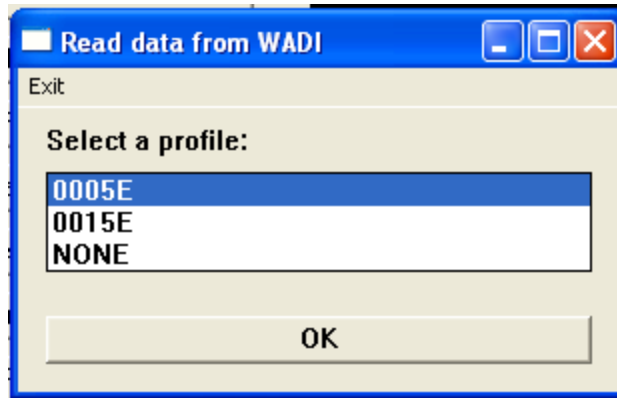 Read data from WADI
Exit
Select a profile:
0005E
0015E
NONE
OK